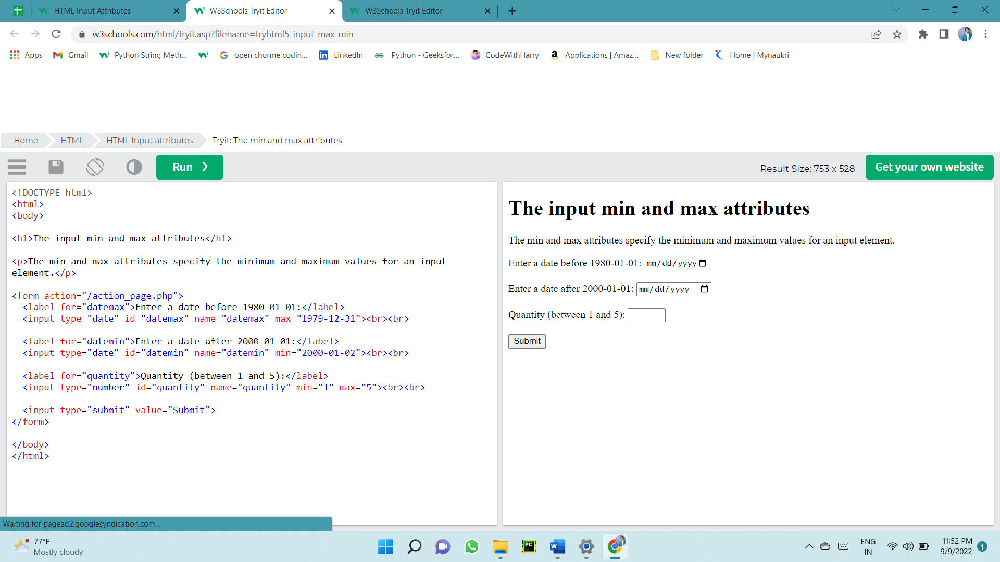 HTML Input Attributes
W3Schools Tryit Editor
W3Schools Tryit Editor
w3schools.com/html/tryit.asp?filename=tryhtml5_input_max_min
Apps Gmail Python String Meth... open chorme codin... LinkedIn Python - Geeksfor... CodeWithHarry Applications | Amaz... New folder Home | Mynaukri
Home HTML HTML Input attributes Tryit: The min and max attributes
Run ❯
Result Size: 753 x 528
Get your own website
<!DOCTYPE html>
<html>
<body>
<h1>The input min and max attributes</h1>
<p>The min and max attributes specify the minimum and maximum values for an input
element.</p>
<form action="/action_page.php">
<label for="datemax">Enter a date before 1980-01-01:</label>
<input type="date" id="datemax" name="datemax" max="1979-12-31"><br><br>
<label for="datemin">Enter a date after 2000-01-01:</label>
<input type="date" id="datemin" name="datemin" min="2000-01-02"><br><br>
<label for="quantity">Quantity (between 1 and 5):</label>
<input type="number" id="quantity" name="quantity" min="1" max="5"><br><br>
<input type="submit" value="Submit">
</form>
</body>
</html>
The input min and max attributes
The min and max attributes specify the minimum and maximum values for an input element.
Enter a date before 1980-01-01: mm/dd/yyyy
Enter a date after 2000-01-01: mm/dd/yyyy
Quantity (between 1 and 5):
Submit
Waiting for pagead2.googlesyndication.com...
77°F
Mostly cloudy
PC
W
ENG
IN
11:52 PM
9/9/2022
1